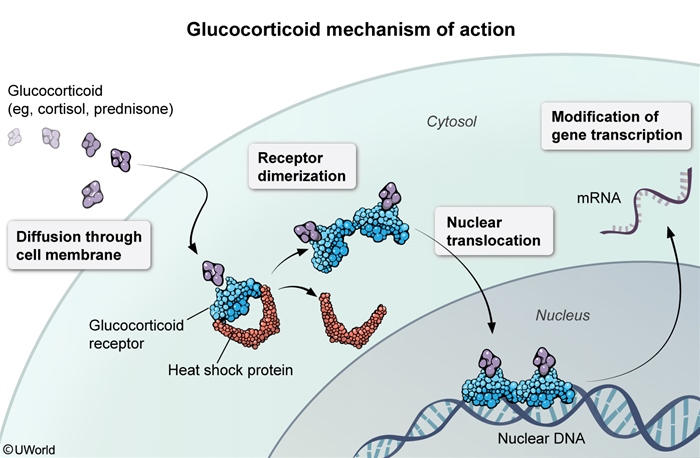 Glucocorticoid mechanism of action
Glucocorticoid
(eg, cortisol, prednisone)
Diffusion through
cell membrane
Glucocorticoid
receptor
Heat shock protein
Receptor
dimerization
Cytosol
Nuclear
translocation
Nucleus
Nuclear DNA
Modification of
gene transcription
mRNA
©UWorld